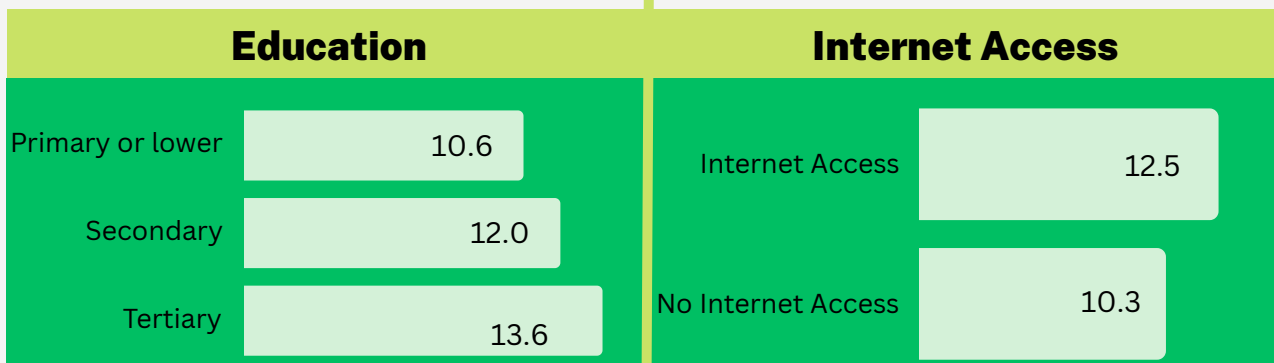 Education
Primary or lower 10.6
Secondary 12.0
Tertiary 13.6
Internet Access
Internet Access 12.5
No Internet Access 10.3